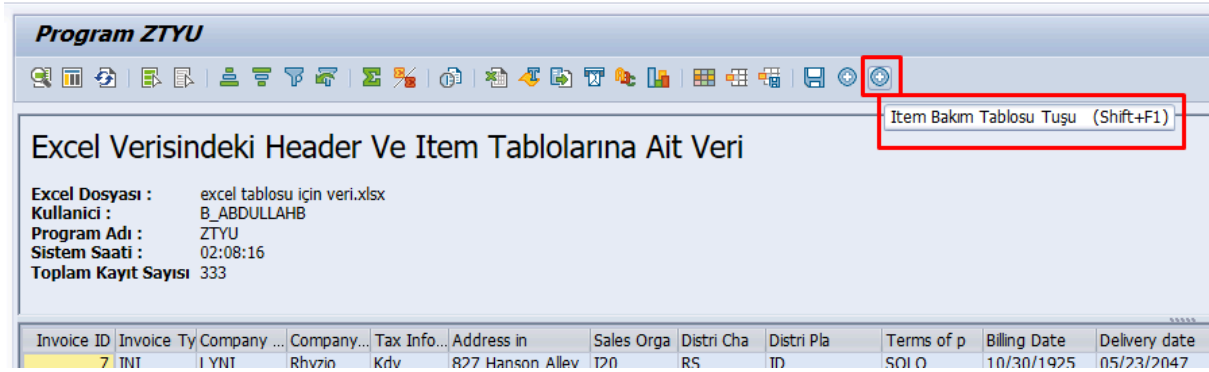 Program ZTYU
Item Bakım Tablosu Tuşu (Shift+F1)
Excel Verisindeki Header Ve Item Tablolarına Ait Veri
Excel Dosyası : excel tablosu için veri.xlsx
Kullanici : B_ABDULLAHB
Program Adı : ZTYU
Sistem Saati : 02:08:16
Toplam Kayıt Sayısı 333
Invoice ID Invoice Ty Company ... Company... Tax Info... Address in Sales Orga Distri Cha Distri Pla Terms of p Billing Date Delivery date
7 INI LYNI Rhyzio Kdv 827 Hanson Alley I20 RS ID SOLO 10/30/1925 05/23/2047